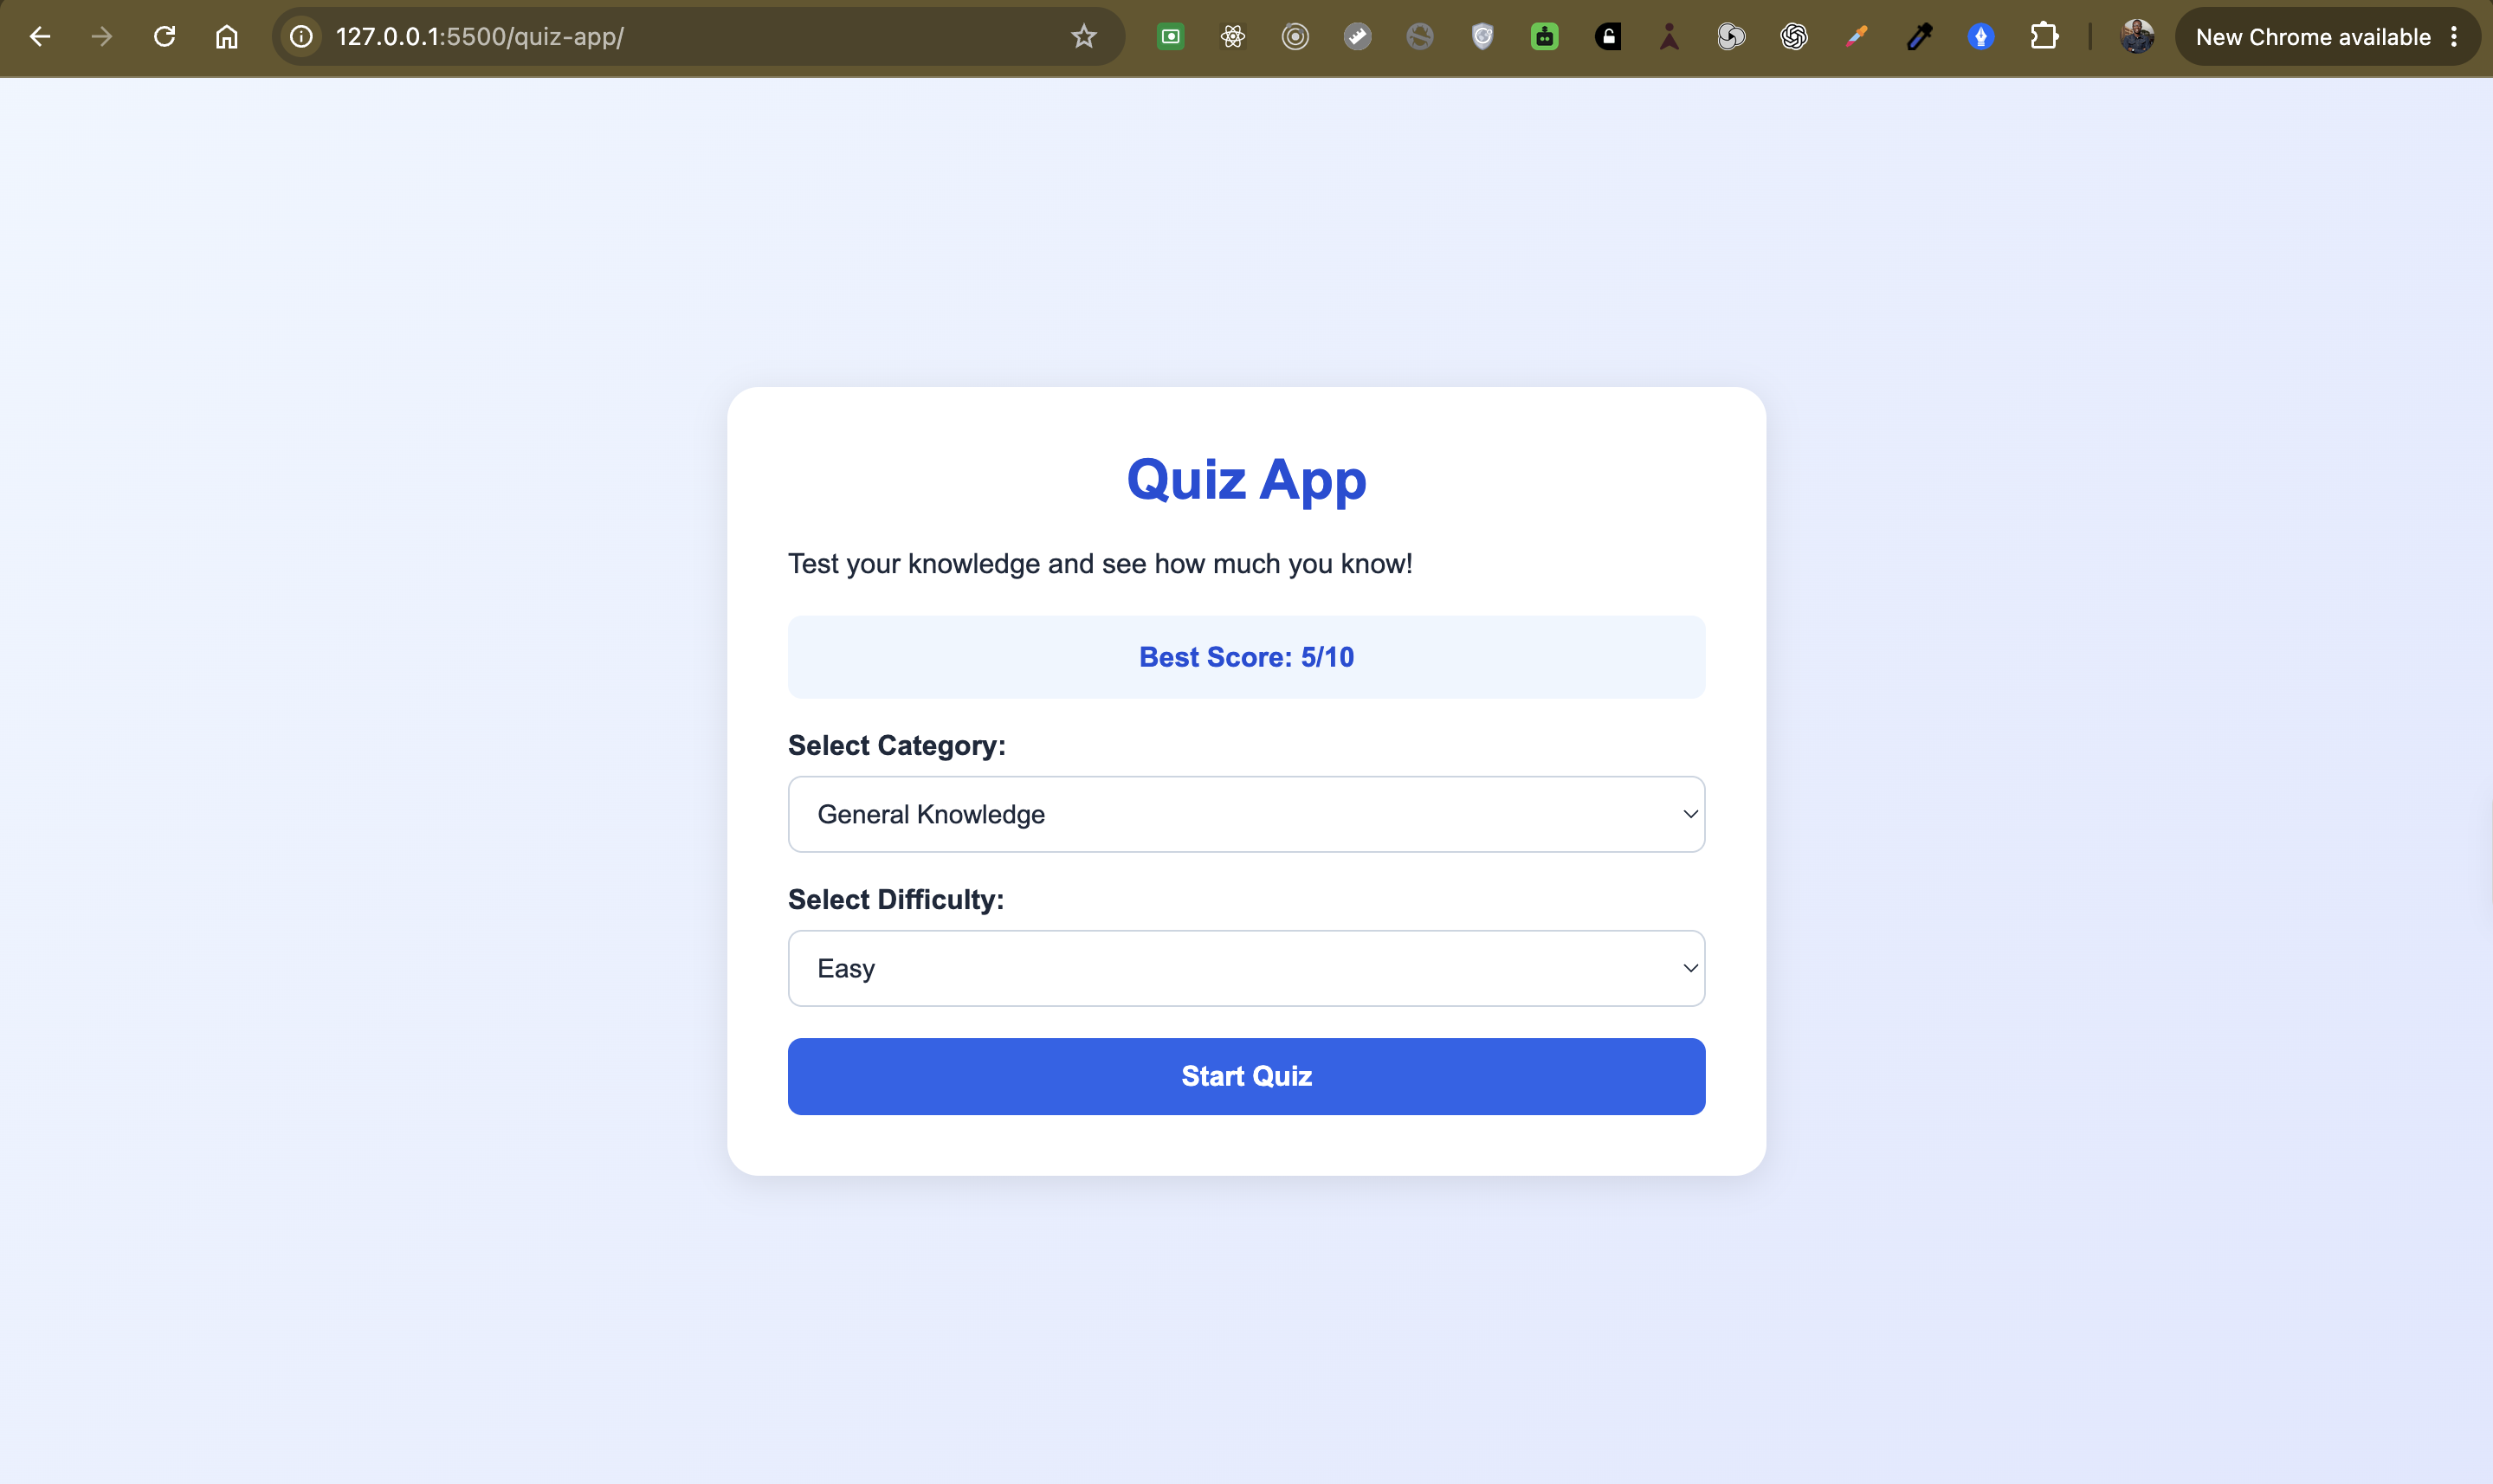 127.0.0.1:5500/quiz-app/
New Chrome available
Quiz App
Test your knowledge and see how much you know!
Best Score: 5/10
Select Category:
General Knowledge
Select Difficulty:
Easy
Start Quiz